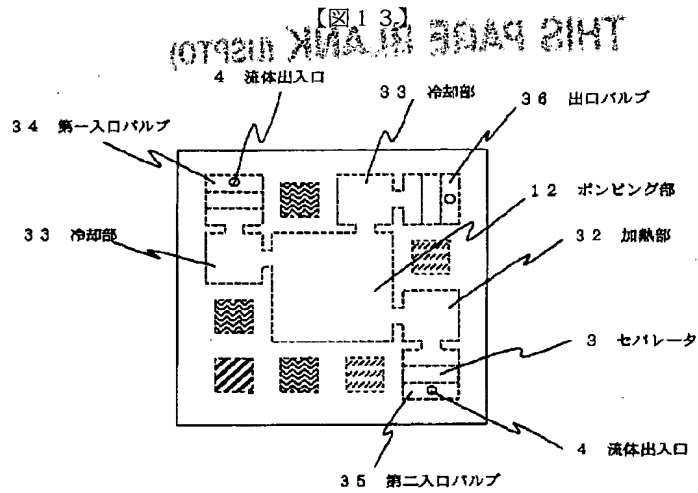 【図１３】
THIS PAGE BLANK (USPTO)
4 流体出入口
３３ 冷却部
３６ 出口バルブ
３４ 第一入口バルブ
１２ ポンピング部
３３ 冷却部
３２ 加熱部
３ セパレータ
４ 流体出入口
３５ 第二入口バルブ